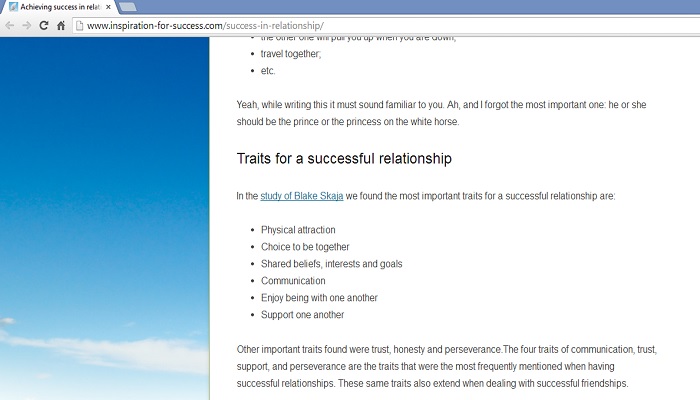 Achieving success in relati
www.inspiration-for-success.com/success-in-relationship/
the other one will pull you up when you are down;
travel together;
etc.
Yeah, while writing this it must sound familiar to you. Ah, and I forgot the most important one: he or she
should be the prince or the princess on the white horse.
Traits for a successful relationship
In the study of Blake Skaja we found the most important traits for a successful relationship are:
Physical attraction
Choice to be together
Shared beliefs, interests and goals
Communication
Enjoy being with one another
Support one another
Other important traits found were trust, honesty and perseverance.The four traits of communication, trust,
support, and perseverance are the traits that were the most frequently mentioned when having
successful relationships. These same traits also extend when dealing with successful friendships.